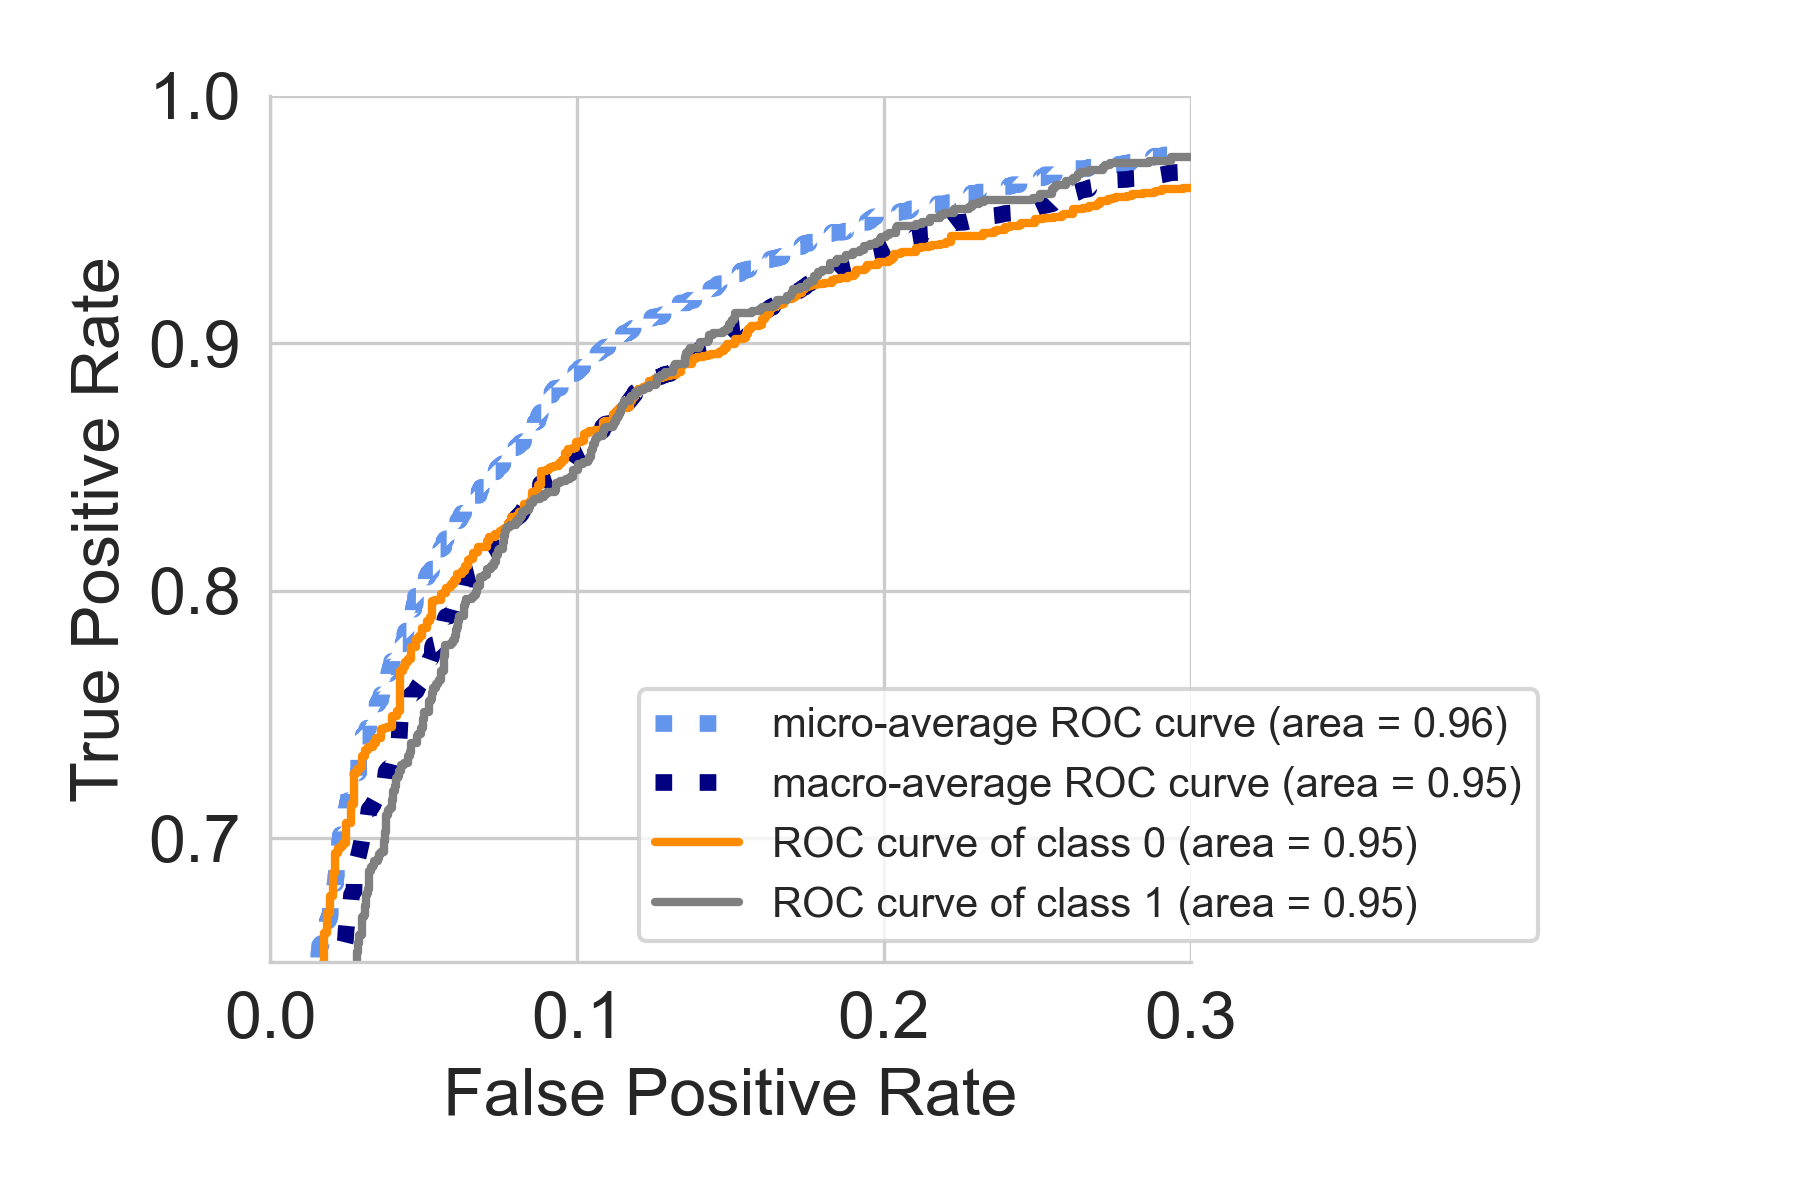 1.0
0.9
0.8
0.7
True Positive Rate
micro-average ROC curve (area = 0.96)
macro-average ROC curve (area = 0.95)
ROC curve of class 0 (area = 0.95)
ROC curve of class 1 (area = 0.95)
0.0 0.1 0.2 0.3
False Positive Rate